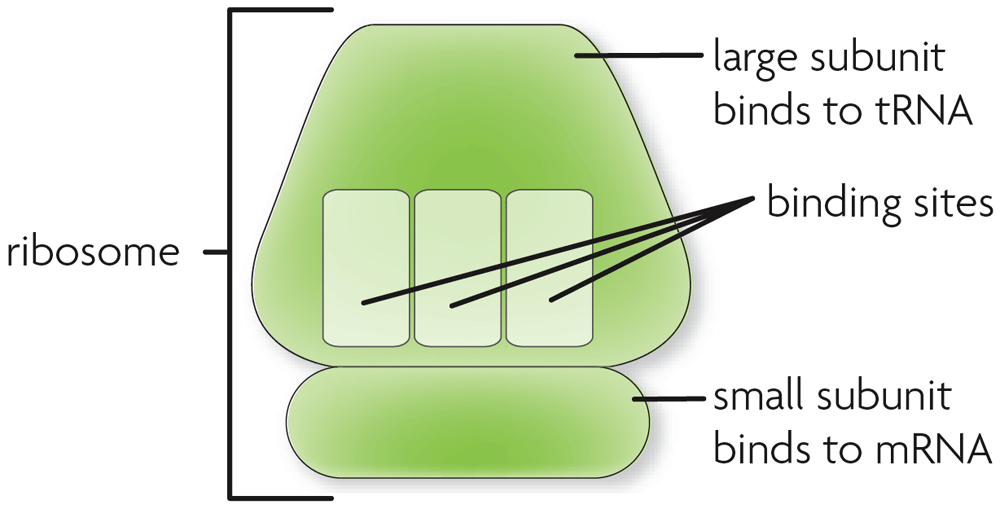 large subunit
binds to tRNA
binding sites
ribosome
small subunit
binds to mRNA